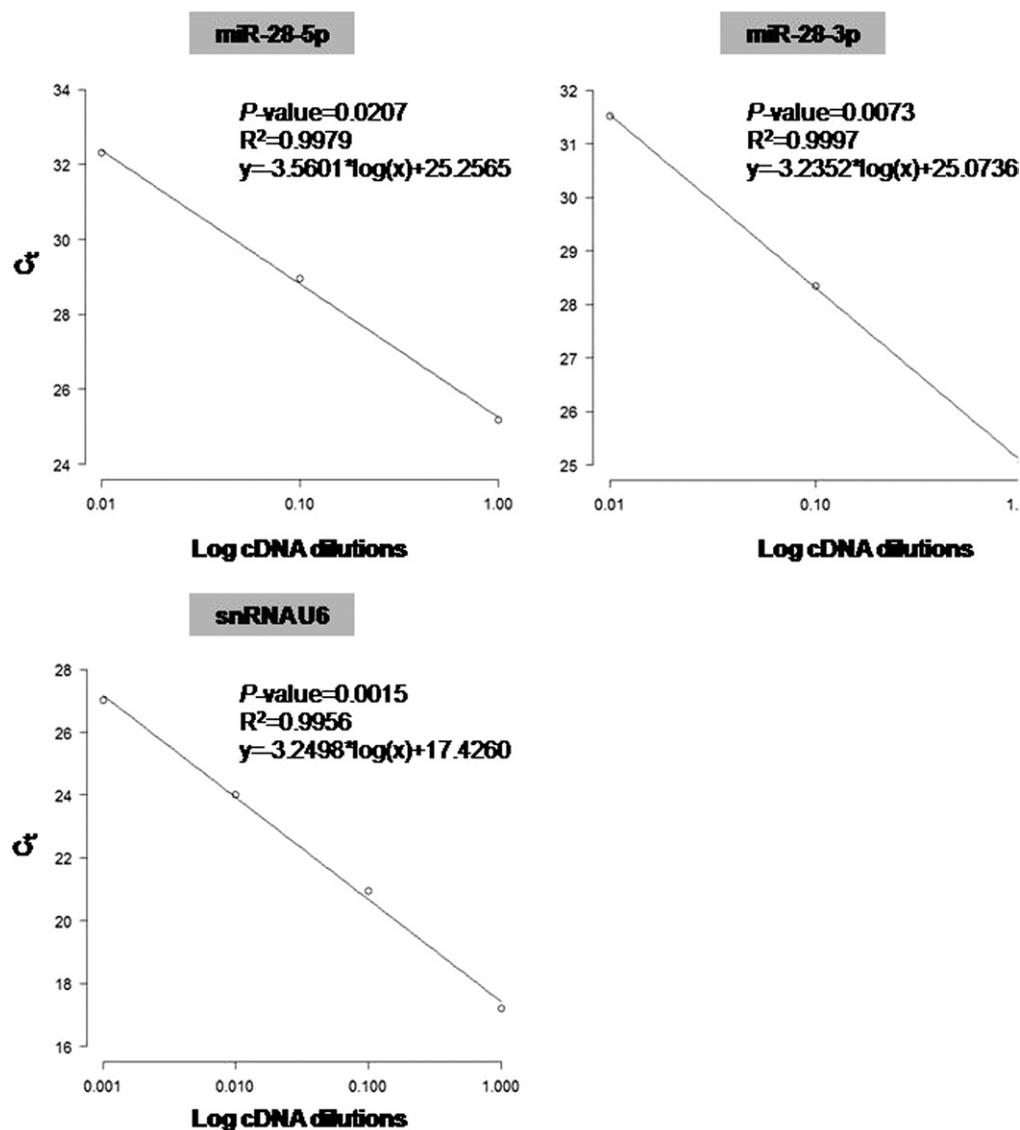 miR-28-5p
P-value=0.0207
R²=0.9979
y=-3.5601*log(x)+25.2565
34
32
30
28
26
24
Ct
0.01
0.10
1.00
Log cDNA dilutions
miR-28-3p
P-value=0.0073
R²=0.9997
y=-3.2352*log(x)+25.0736
32
31
30
29
28
27
26
25
0.01
0.10
1.
Log cDNA dilutions
snRNAU6
P-value=0.0015
R²=0.9956
y=-3.2498*log(x)+17.4260
28
26
24
22
20
18
16
Ct
0.001
0.010
0.100
1.000
Log cDNA dilutions